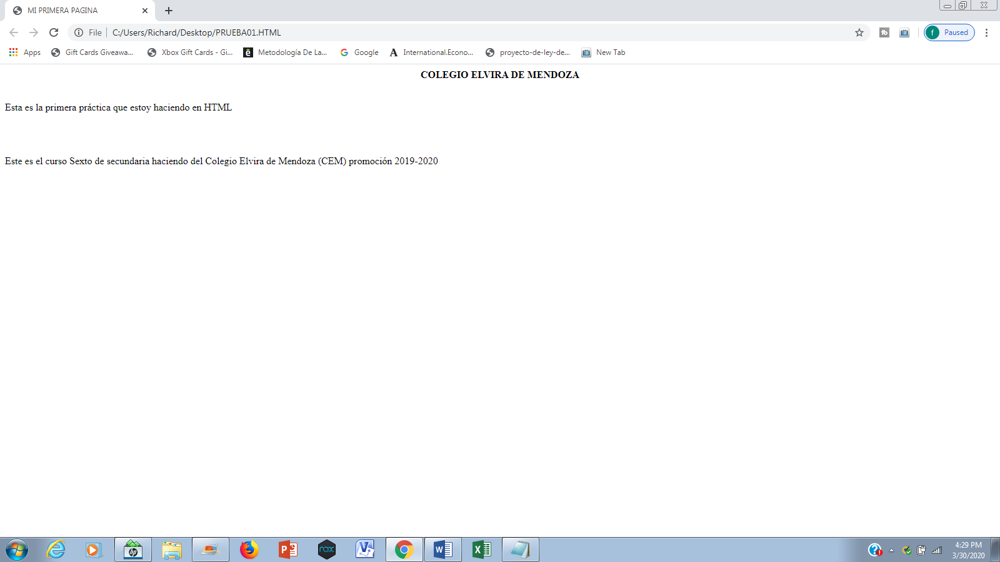 MI PRIMERA PAGINA
File C:/Users/Richard/Desktop/PRUEBA01.HTML
f Paused
Apps Gift Cards Giveawa... Xbox Gift Cards - Gi... ē Metodología De La... G Google A International.Econo... proyecto-de-ley-de... New Tab
COLEGIO ELVIRA DE MENDOZA
Esta es la primera práctica que estoy haciendo en HTML
Este es el curso Sexto de secundaria haciendo del Colegio Elvira de Mendoza (CEM) promoción 2019-2020
4:29 PM
3/30/2020